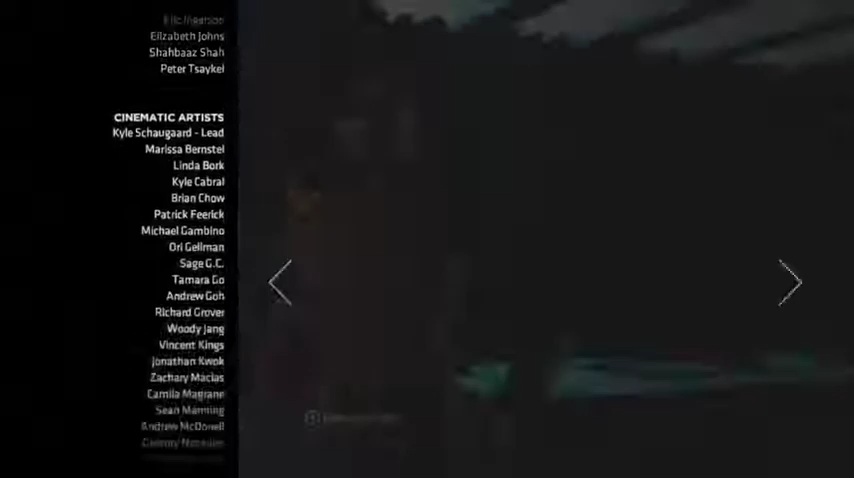 Elizabeth Johns
Shahbaaz Shah
Peter Tsaykel
CINEMATIC ARTISTS
Kyle Schaugaard - Lead
Marissa Bernstel
Linda Bork
Kyle Cabral
Brian Chow
Patrick Feerick
Michael Gambino
Ori Gellman
Sage G.C.
Tamara Go
Andrew Goh
Richard Grover
Woody Jang
Vincent Kings
Jonathan Kwok
Zachary Macias
Camila Magrane
Sean Manning
Andrew McDonell